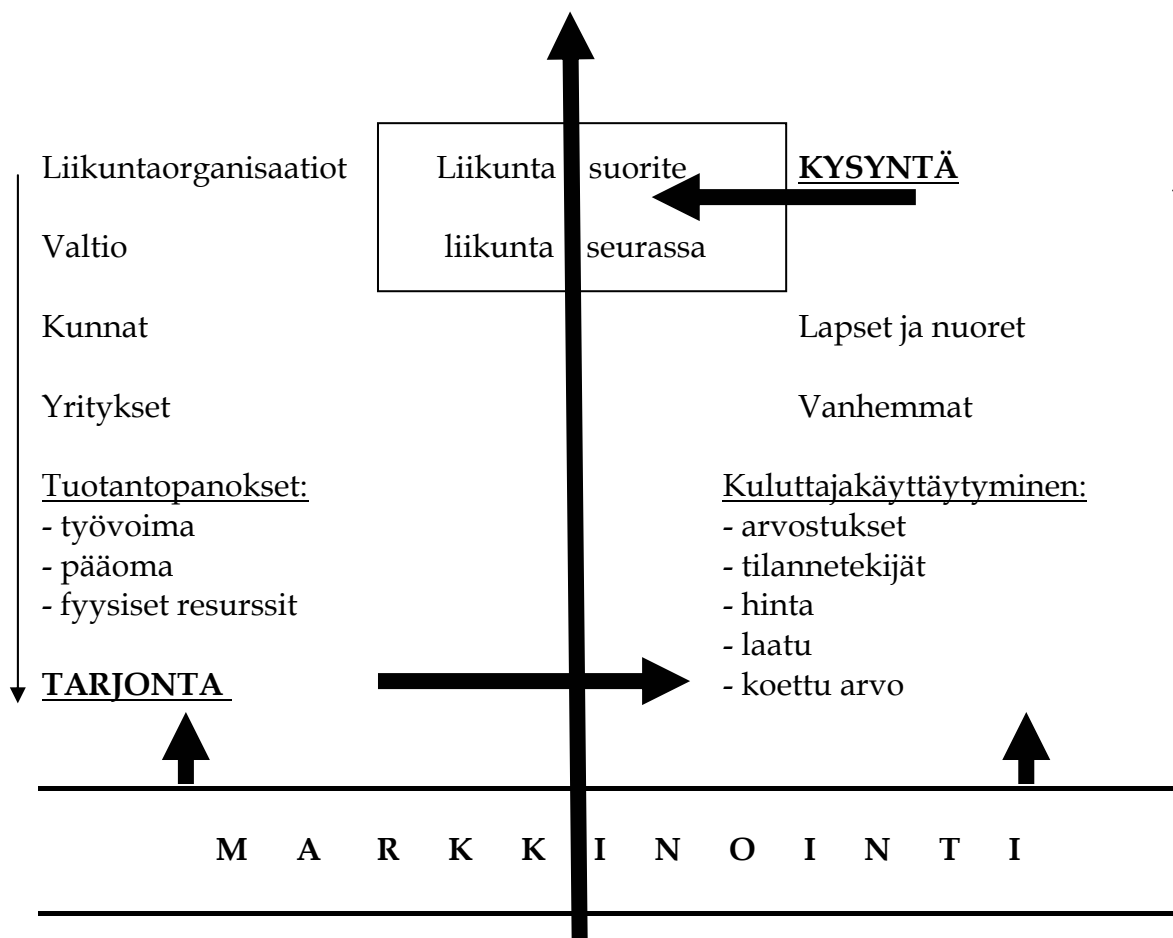 Liikuntaorganisaatiot Liikunta suorite KYSYNTÄ
Valtio liikunta seurassa
Kunnat Lapset ja nuoret
Yritykset Vanhemmat
Tuotantopanokset: Kuluttajakäyttäytyminen:
- työvoima - arvostukset
- pääoma - tilannetekijät
- fyysiset resurssit - hinta
- laatu
TARJONTA - koettu arvo
M A R K K I N O I N T I